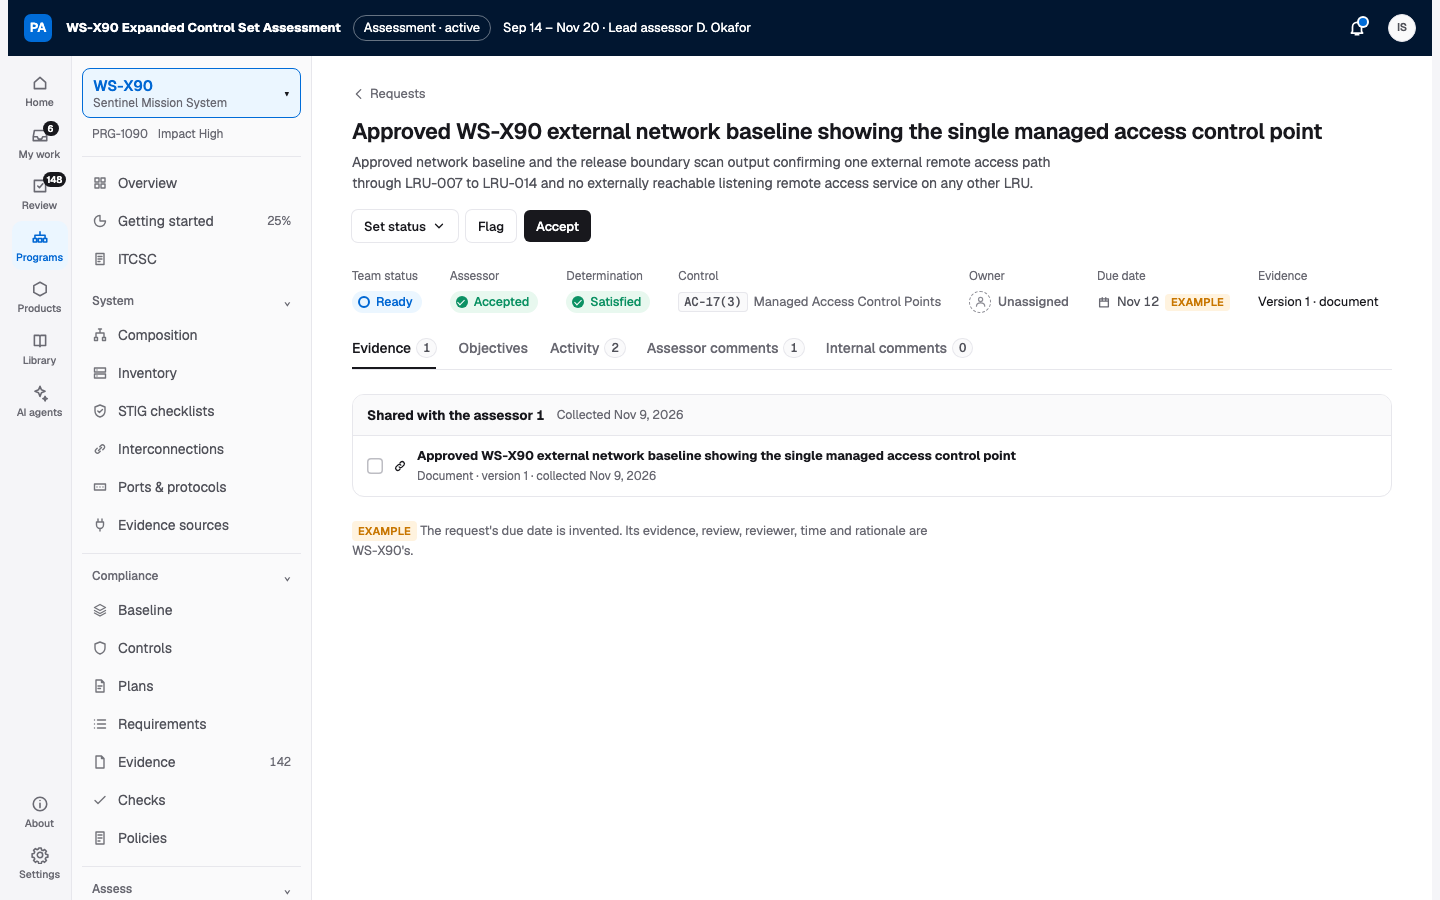 PA WS-X90 Expanded Control Set Assessment Assessment · active Sep 14 – Nov 20 · Lead assessor D. Okafor IS
Home
6
My work
148
Review
Programs
Products
Library
AI agents
About
Settings
WS-X90
Sentinel Mission System
PRG-1090 Impact High
Overview
Getting started 25%
ITCSC
System
Composition
Inventory
STIG checklists
Interconnections
Ports & protocols
Evidence sources
Compliance
Baseline
Controls
Plans
Requirements
Evidence 142
Checks
Policies
Assess
Requests
Approved WS-X90 external network baseline showing the single managed access control point
Approved network baseline and the release boundary scan output confirming one external remote access path
through LRU-007 to LRU-014 and no externally reachable listening remote access service on any other LRU.
Set status Flag Accept
Team status Assessor Determination Control Owner Due date Evidence
Ready Accepted Satisfied AC-17(3) Managed Access Control Points Unassigned Nov 12 EXAMPLE Version 1 · document
Evidence 1 Objectives Activity 2 Assessor comments 1 Internal comments 0
Shared with the assessor 1 Collected Nov 9, 2026
Approved WS-X90 external network baseline showing the single managed access control point
Document · version 1 · collected Nov 9, 2026
EXAMPLE The request's due date is invented. Its evidence, review, reviewer, time and rationale are
WS-X90's.